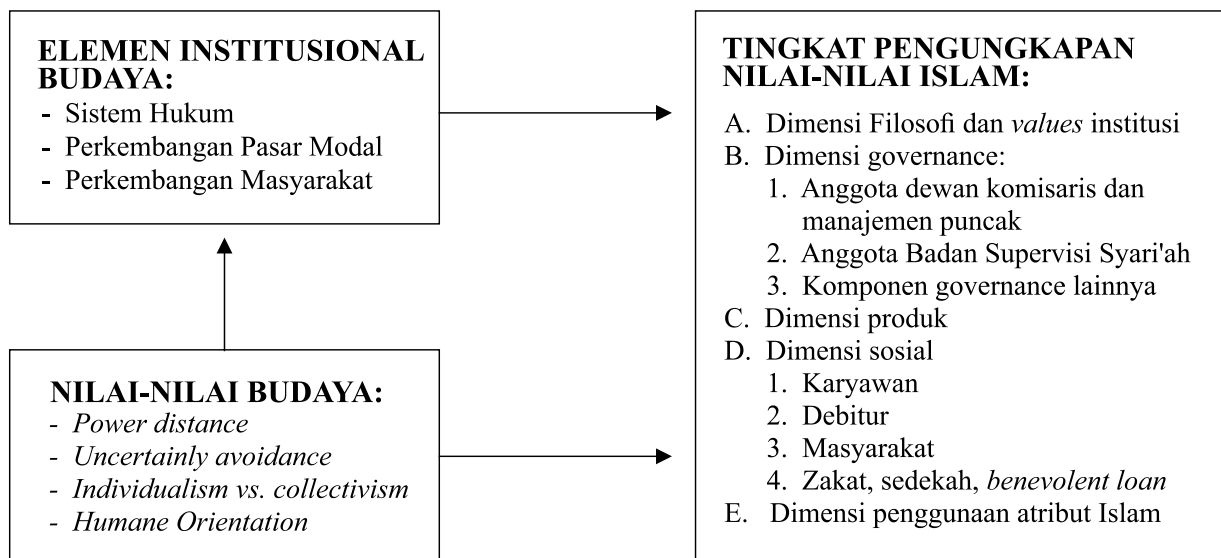 ELEMEN INSTITUSIONAL
BUDAYA:
- Sistem Hukum
- Perkembangan Pasar Modal
- Perkembangan Masyarakat
NILAI-NILAI BUDAYA:
- Power distance
- Uncertainly avoidance
- Individualism vs. collectivism
- Humane Orientation
TINGKAT PENGUNGKAPAN
NILAI-NILAI ISLAM:
A. Dimensi Filosofi dan values institusi
B. Dimensi governance:
1. Anggota dewan komisaris dan
manajemen puncak
2. Anggota Badan Supervisi Syari'ah
3. Komponen governance lainnya
C. Dimensi produk
D. Dimensi sosial
1. Karyawan
2. Debitur
3. Masyarakat
4. Zakat, sedekah, benevolent loan
E. Dimensi penggunaan atribut Islam